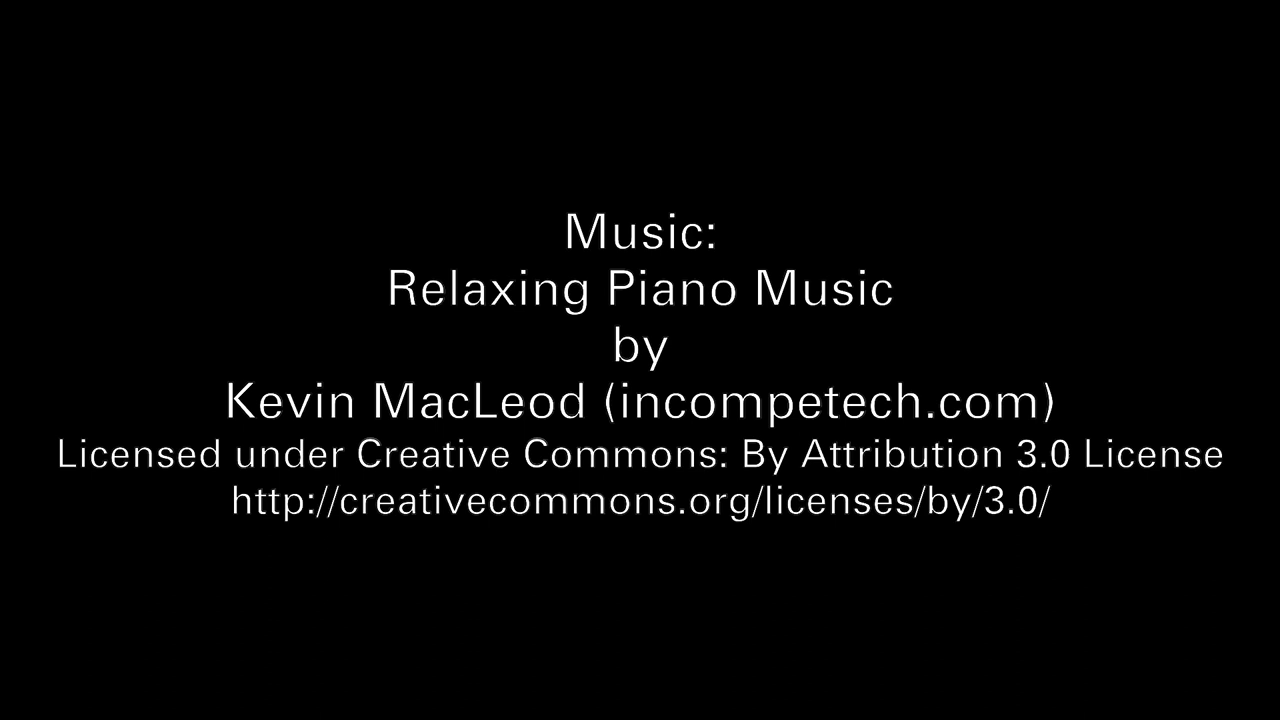 Music:
Relaxing Piano Music
by
Kevin MacLeod (incompetech.com)
Licensed under Creative Commons: By Attribution 3.0 License
http://creativecommons.org/licenses/by/3.0/